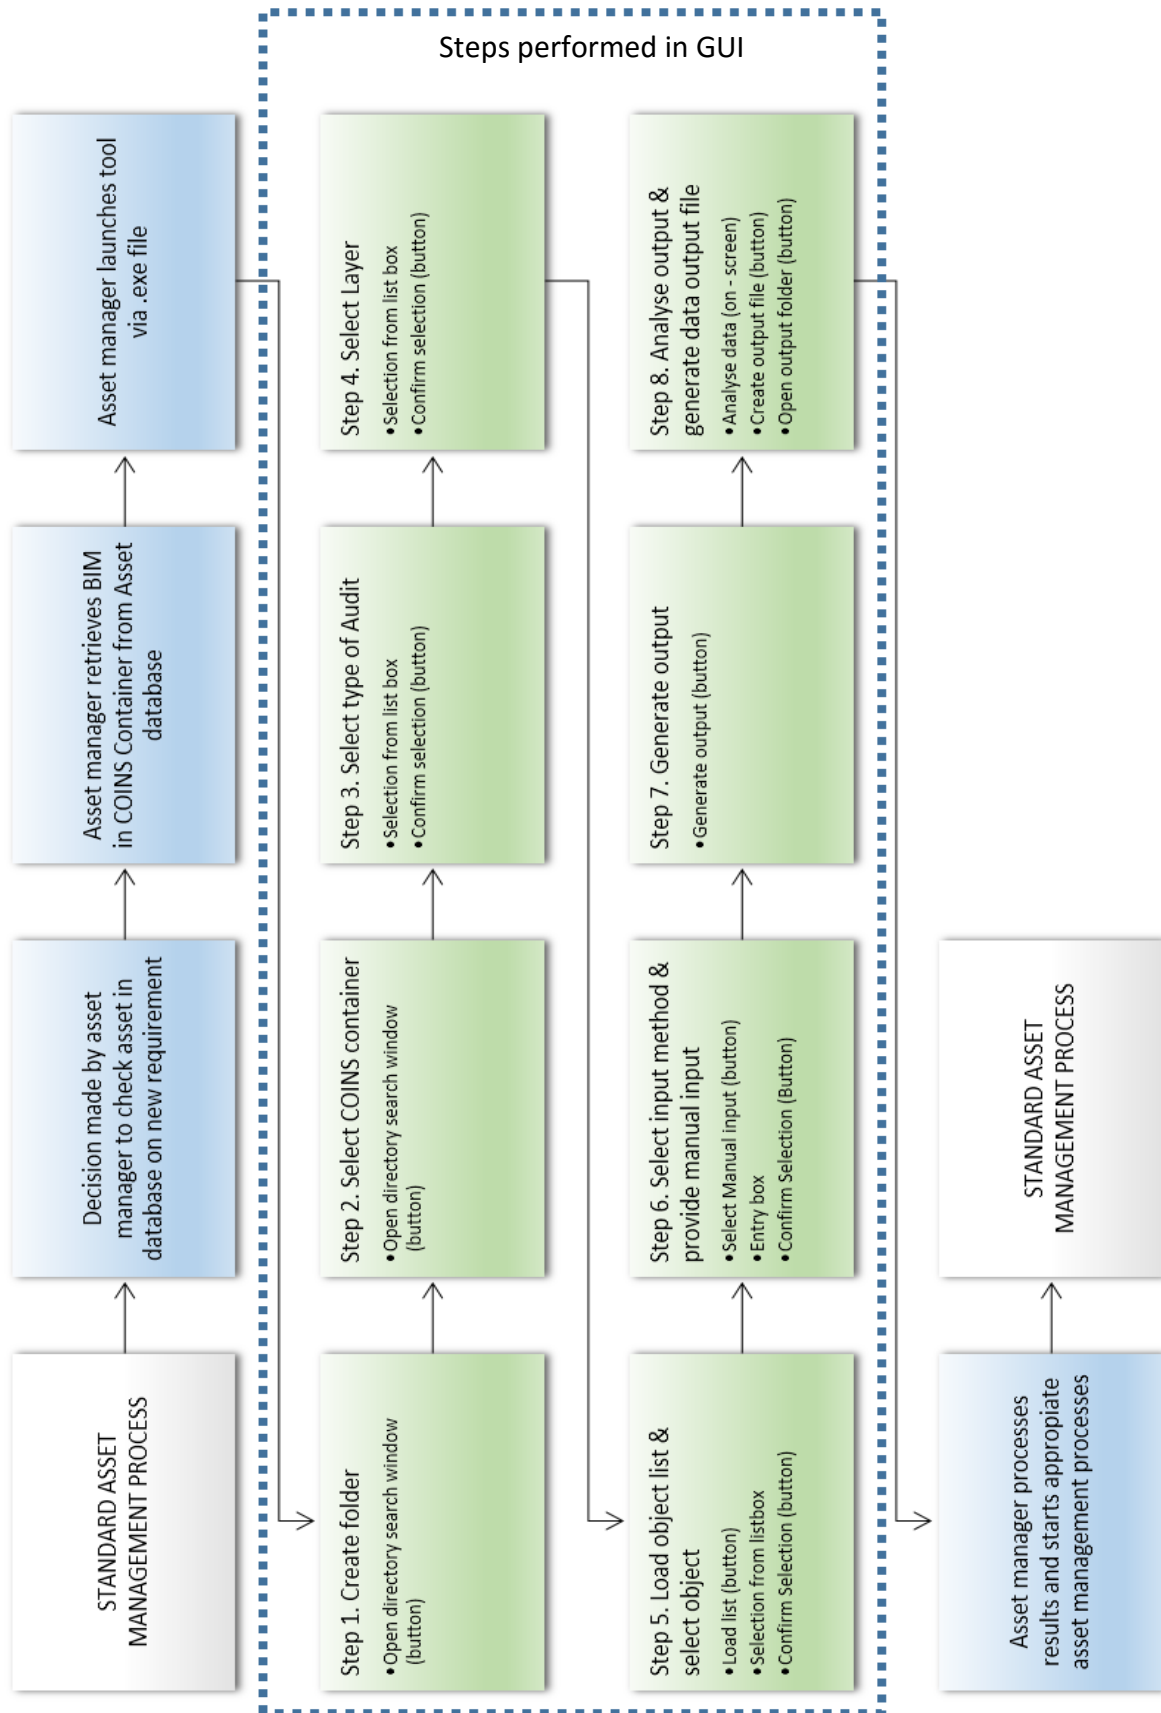 Steps performed in GUI
STANDARD ASSET
MANAGEMENT PROCESS
Decision made by asset
manager to check asset in
database on new requirement
Asset manager retrieves BIM
in COINS Container from Asset
database
Asset manager launches tool
via .exe file
Step 1. Create folder
•Open directory search window
(button)
Step 2. Select COINS container
•Open directory search window
(button)
Step 3. Select type of Audit
•Selection from list box
•Confirm selection (button)
Step 4. Select Layer
•Selection from list box
•Confirm selection (button)
Step 5. Load object list &
select object
•Load list (button)
•Selection from listbox
•Confirm Selection (button)
Step 6. Select input method &
provide manual input
•Select Manual input (button)
•Entry box
•Confirm Selection (Button)
Step 7. Generate output
•Generate output (button)
Step 8. Analyse output &
generate data output file
•Analyse data (on - screen)
•Create output file (button)
•Open output folder (button)
Asset manager processes
results and starts appropiate
asset management processes
STANDARD ASSET
MANAGEMENT PROCESS